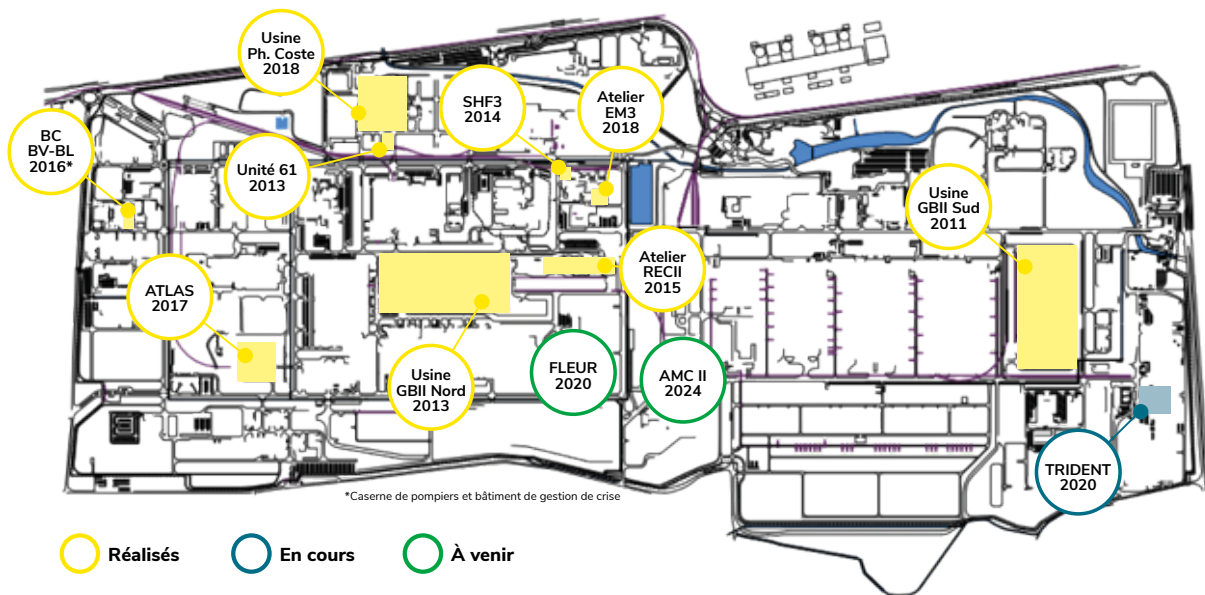 Usine
Ph. Coste
2018
SHF3
2014
Atelier
EM3
2018
BC
BV-BL
2016*
Unité 61
2013
Usine
GBII Sud
2011
Atelier
RECII
2015
ATLAS
2017
Usine
GBII Nord
2013
FLEUR
2020
AMC II
2024
TRIDENT
2020
*Caserne de pompiers et bâtiment de gestion de crise
Réalisés
En cours
À venir